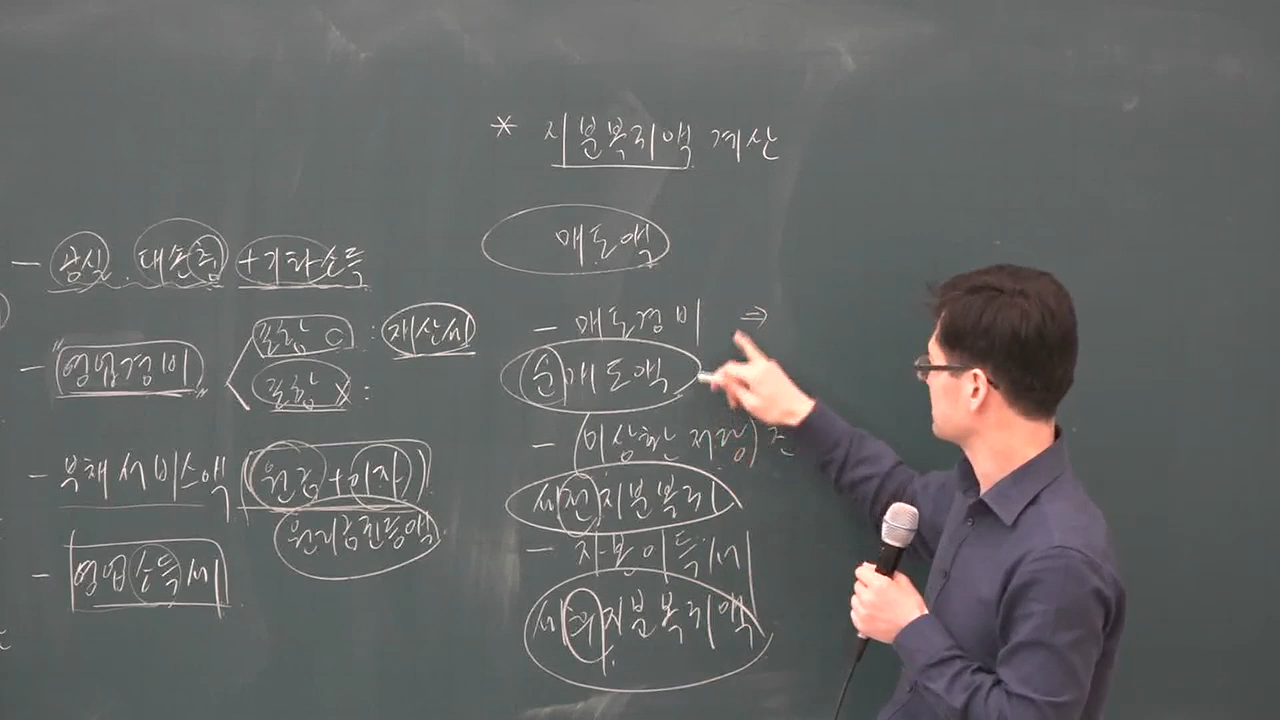 - 공실 . 대손충 + 기타소득
- "영업경비" < 포함 ○ : 재산세
포함 X :
- 부채서비스액 (원금 + 이자)
원리금균등액
- 영업소득세
* 지분복귀액 계산
매도액
- 매도경비 ⇒
순매도액
- (미상환 저당) 잔
세전지분복귀
- 자본이득세
세후지분복귀액